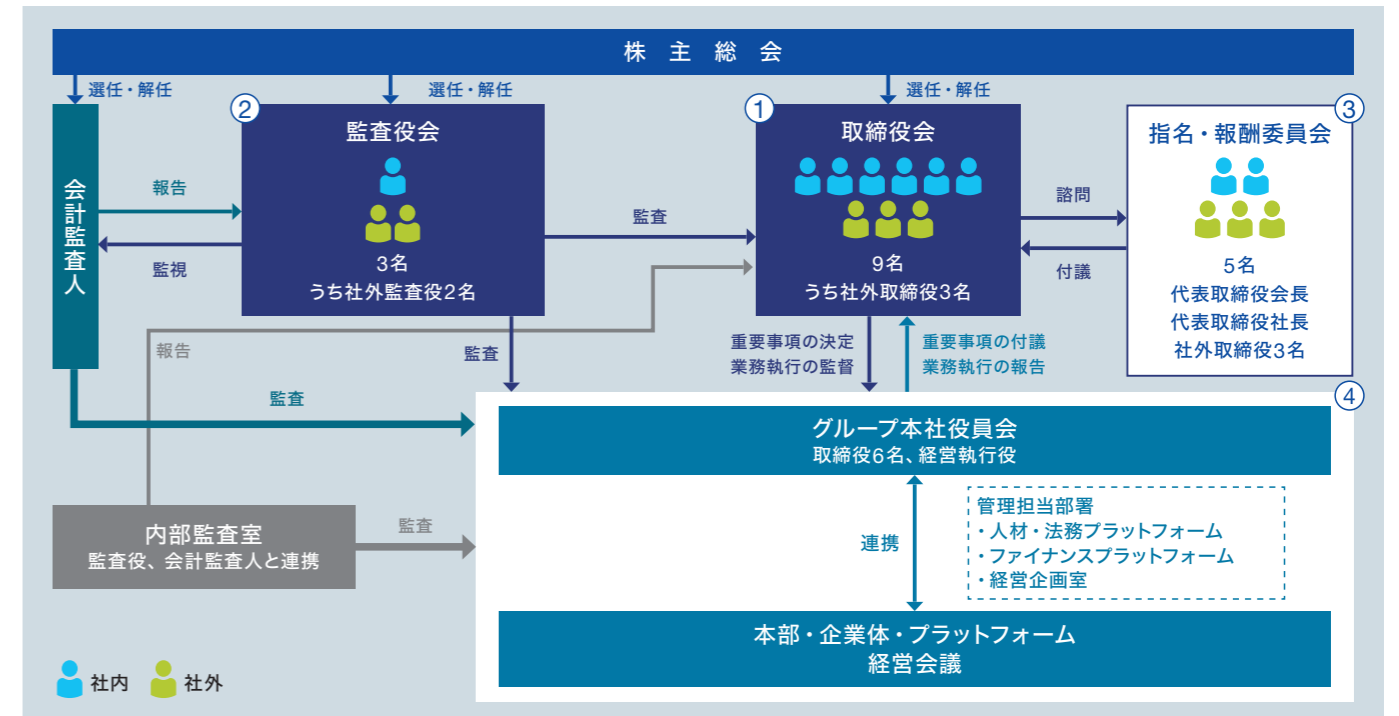 株主総会
選任・解任
選任・解任
選任・解任
会計監査人
報告
監視
②
監査役会
3名
うち社外監査役2名
監査
①
取締役会
9名
うち社外取締役3名
諮問
付議
③
指名・報酬委員会
5名
代表取締役会長
代表取締役社長
社外取締役3名
報告
監査
重要事項の決定
業務執行の監督
重要事項の付議
業務執行の報告
監査
④
グループ本社役員会
取締役6名、経営執行役
内部監査室
監査役、会計監査人と連携
監査
連携
管理担当部署
・人材・法務プラットフォーム
・ファイナンスプラットフォーム
・経営企画室
本部・企業体・プラットフォーム
経営会議
社内
社外